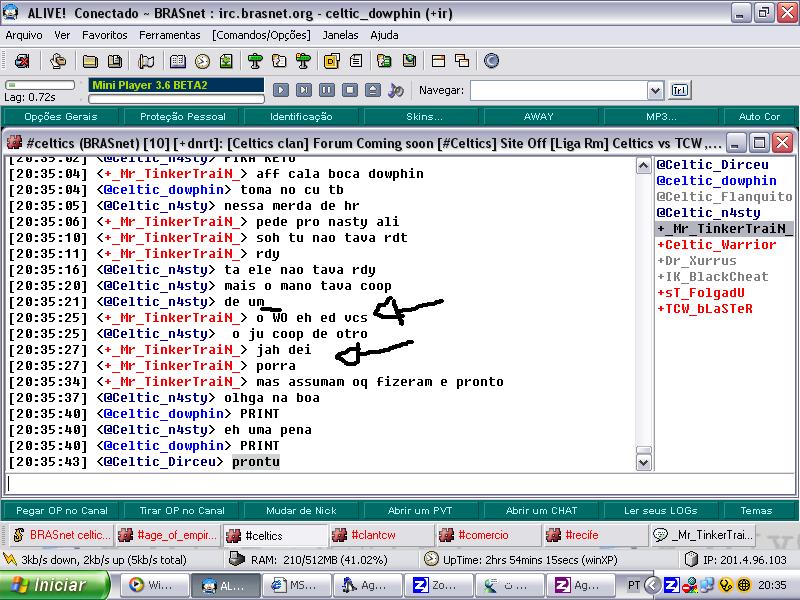 ALIVE! Conectado ~ BRASnet : irc.brasnet.org - celtic_dowphin (+ir)
Arquivo Ver Favoritos Ferramentas [Comandos/Opções] Janelas Ajuda
Lag: 0.72s
Mini Player 3.6 BETA2
Navegar:
Opções Gerais Proteção Pessoal Identificação Skins... AWAY MP3... Auto Cor
#celtics (BRASnet) [10] [+dnrt]: [Celtics clan] Forum Coming soon [#Celtics] Site Off [Liga Rm] Celtics vs TCW ,...
[20:35:02] <@Celtic_n4sty> PIRA RETO
[20:35:04] <+_Mr_TinkerTraiN_> aff cala boca dowphin
[20:35:04] <@celtic_dowphin> toma no cu tb
[20:35:05] <@Celtic_n4sty> nessa merda de hr
[20:35:06] <+_Mr_TinkerTraiN_> pede pro nasty ali
[20:35:10] <+_Mr_TinkerTraiN_> soh tu nao tava rdt
[20:35:11] <+_Mr_TinkerTraiN_> rdy
[20:35:16] <@Celtic_n4sty> ta ele nao tava rdy
[20:35:20] <@Celtic_n4sty> mais o mano tava coop
[20:35:21] <@Celtic_n4sty> de um
[20:35:25] <+_Mr_TinkerTraiN_> o WO eh ed vcs
[20:35:25] <@Celtic_n4sty> o ju coop de otro
[20:35:27] <+_Mr_TinkerTraiN_> jah dei
[20:35:27] <+_Mr_TinkerTraiN_> porra
[20:35:34] <+_Mr_TinkerTraiN_> mas assumam oq fizeram e pronto
[20:35:37] <@Celtic_n4sty> olhga na boa
[20:35:40] <@celtic_dowphin> PRINT
[20:35:40] <@Celtic_n4sty> eh uma pena
[20:35:40] <@celtic_dowphin> PRINT
[20:35:43] <@Celtic_Dirceu> prontu
@Celtic_Dirceu
@celtic_dowphin
@Celtic_Flanquito
@Celtic_n4sty
+_Mr_TinkerTraiN_
+Celtic_Warrior
+Dr_Xurrus
+IK_BlackCheat
+sT_FolgadU
+TCW_bLaSTeR
Pegar OP no Canal Tirar OP no Canal Mudar de Nick Abrir um PVT Abrir um CHAT Ler seus LOGs Temas
BRASnet celtic... #age_of_empir... #celtics #clantcw #comercio #recife _Mr_TinkerTrai...
3kb/s down, 2kb/s up (5kb/s total) RAM: 210/512MB (41.02%) UpTime: 2hrs 54mins 15secs (winXP) IP: 201.4.96.103
Iniciar Wi... AL... MS... Ag... Zo... ن ... Ag... PT 20:35